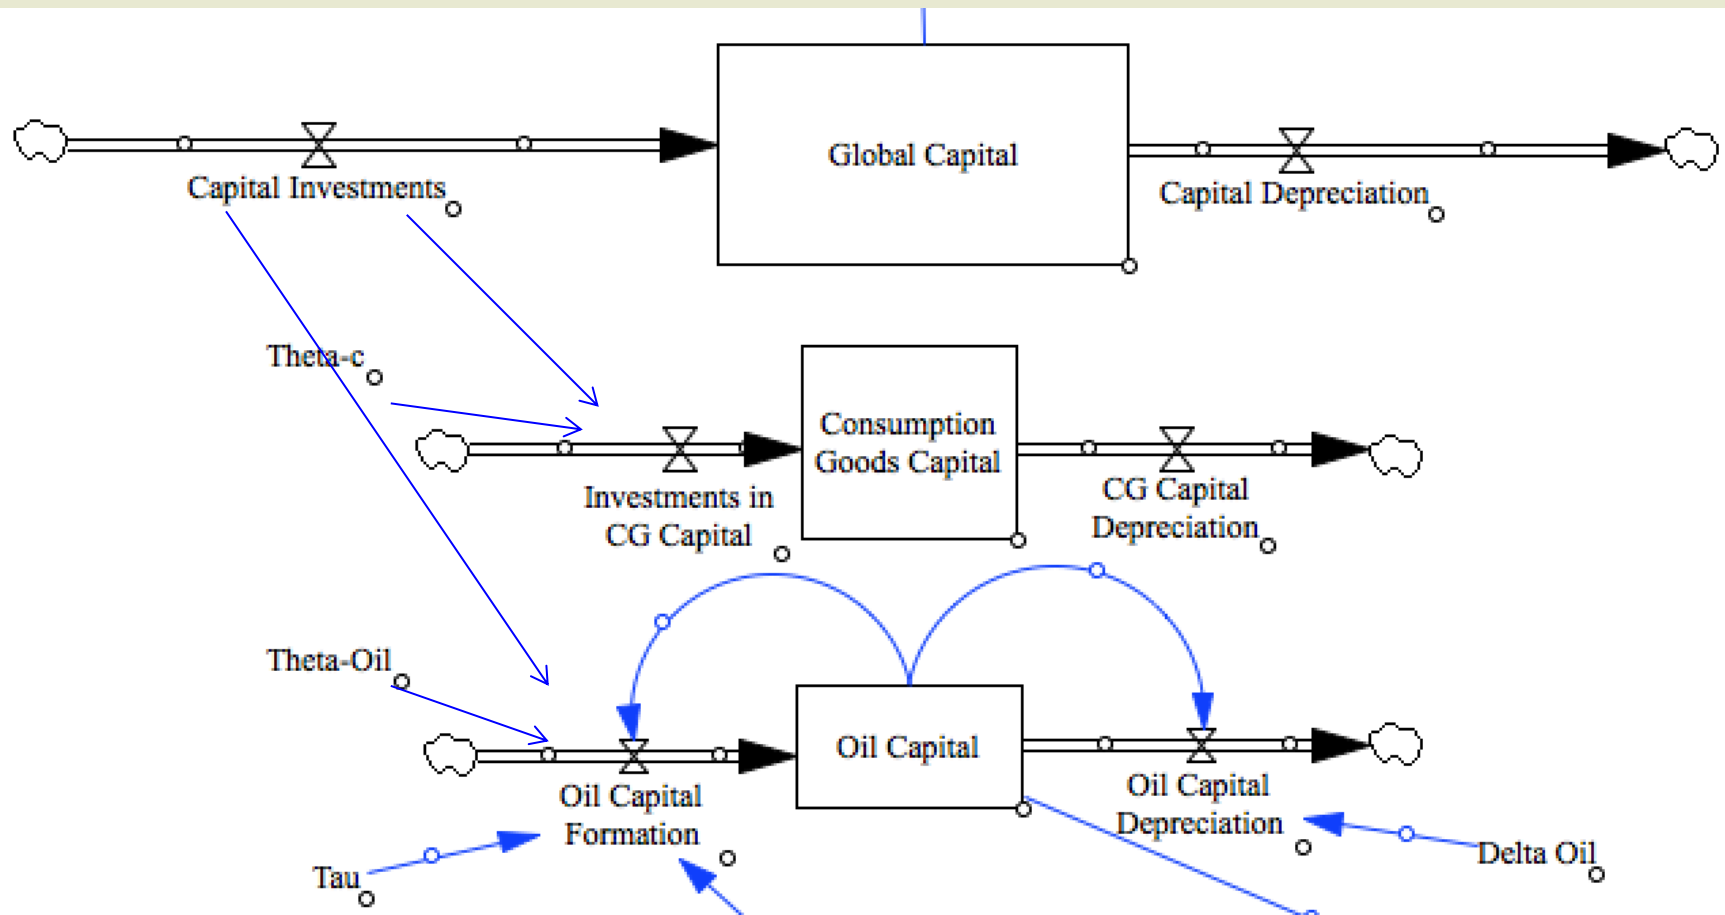 Global Capital
Capital Investments
Capital Depreciation
Theta-c
Consumption
Goods Capital
Investments in
CG Capital
CG Capital
Depreciation
Theta-Oil
Oil Capital
Oil Capital
Formation
Oil Capital
Depreciation
Tau
Delta Oil